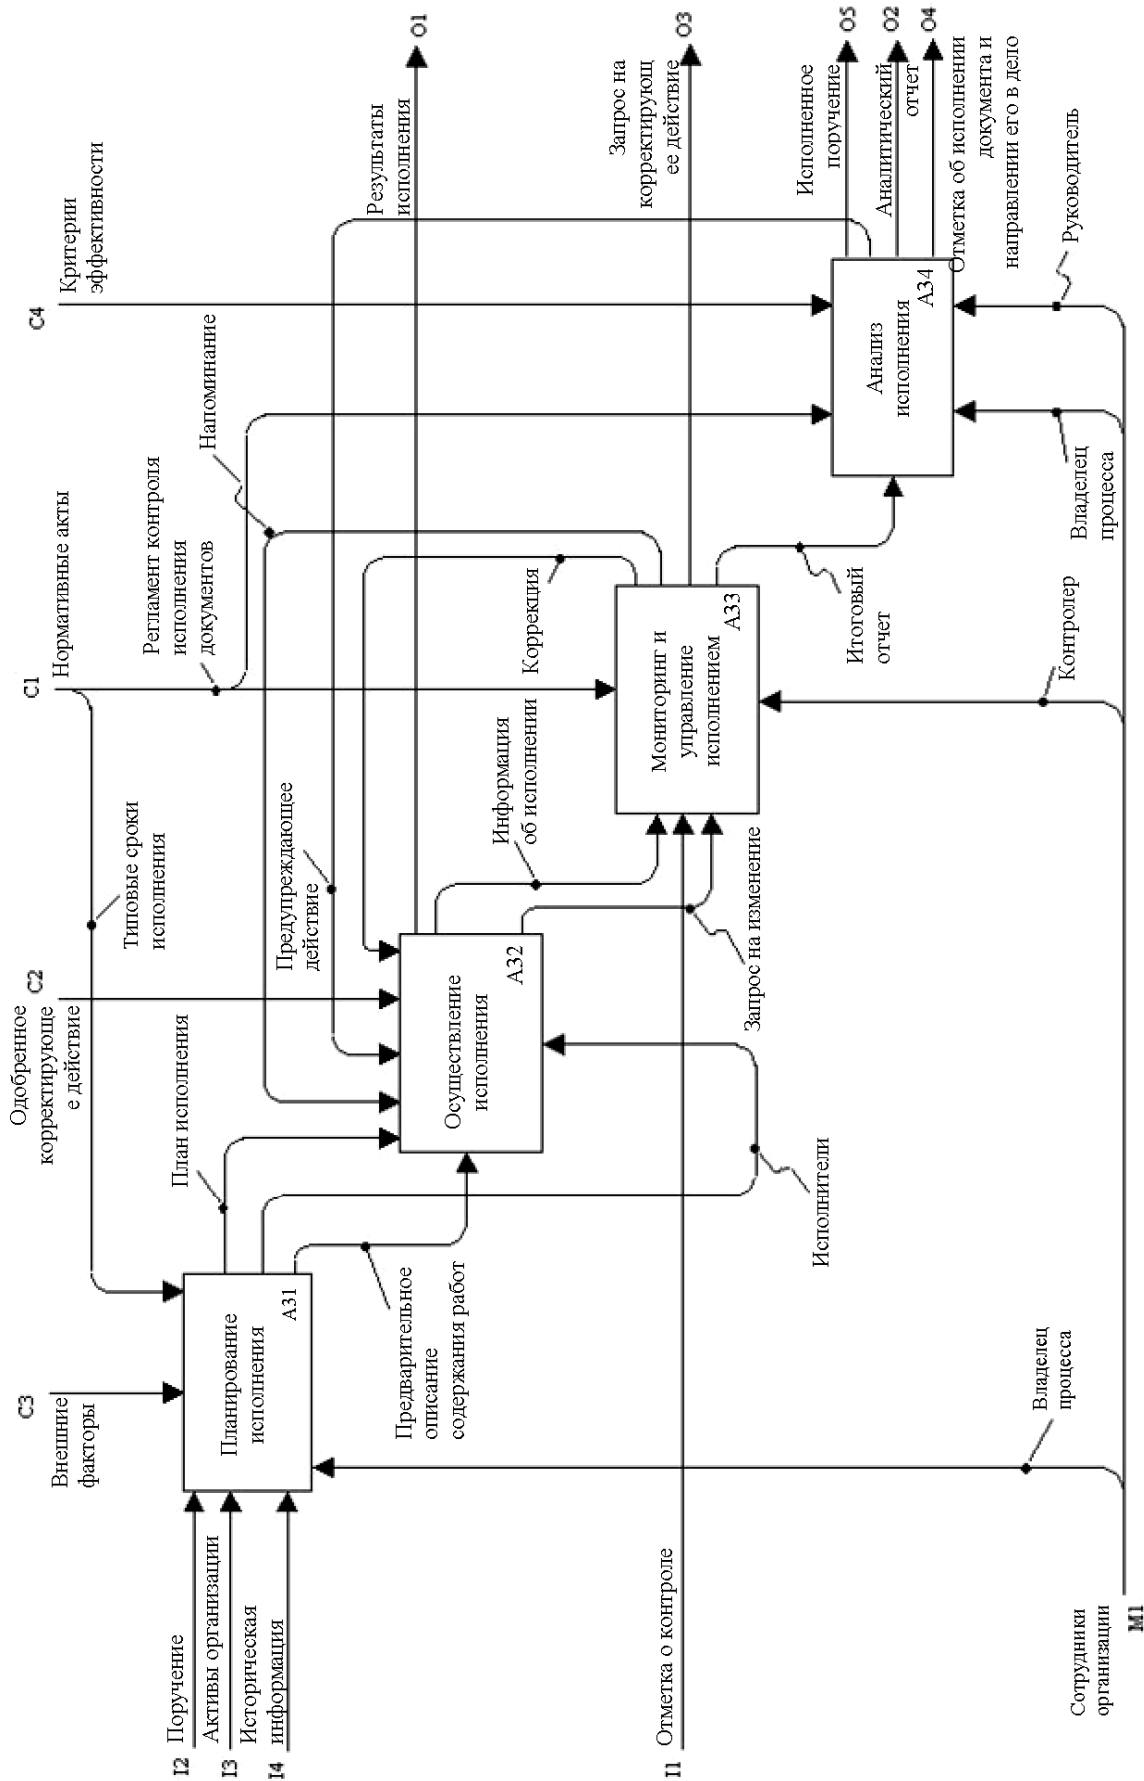 C3
Внешние
факторы
C2
Одобренное
корректирующе
е действие
C1
Нормативные акты
C4
Критерии
эффективности
Типовые сроки
исполнения
Регламент контроля
исполнения
документов
Напоминание
I2
Поручение
I3
Активы организации
I4
Историческая
информация
Планирование
исполнения
A31
План исполнения
Предупреждающее
действие
Результаты
исполнения
O1
Предварительное
описание
содержания работ
Осуществление
исполнения
A32
Информация
об исполнении
Коррекция
Запрос на
корректирующ
ее действие
O3
I1
Отметка о контроле
Исполнители
Запрос на изменение
Мониторинг и
управление
исполнением
A33
Итоговый
отчет
Анализ
исполнения
A34
Исполненное
поручение
O5
Аналитический
отчет
O2
Отметка об исполнении
документа и
направлении его в дело
O4
Владелец
процесса
Контролер
Владелец
процесса
Руководитель
Сотрудники
организации
M1